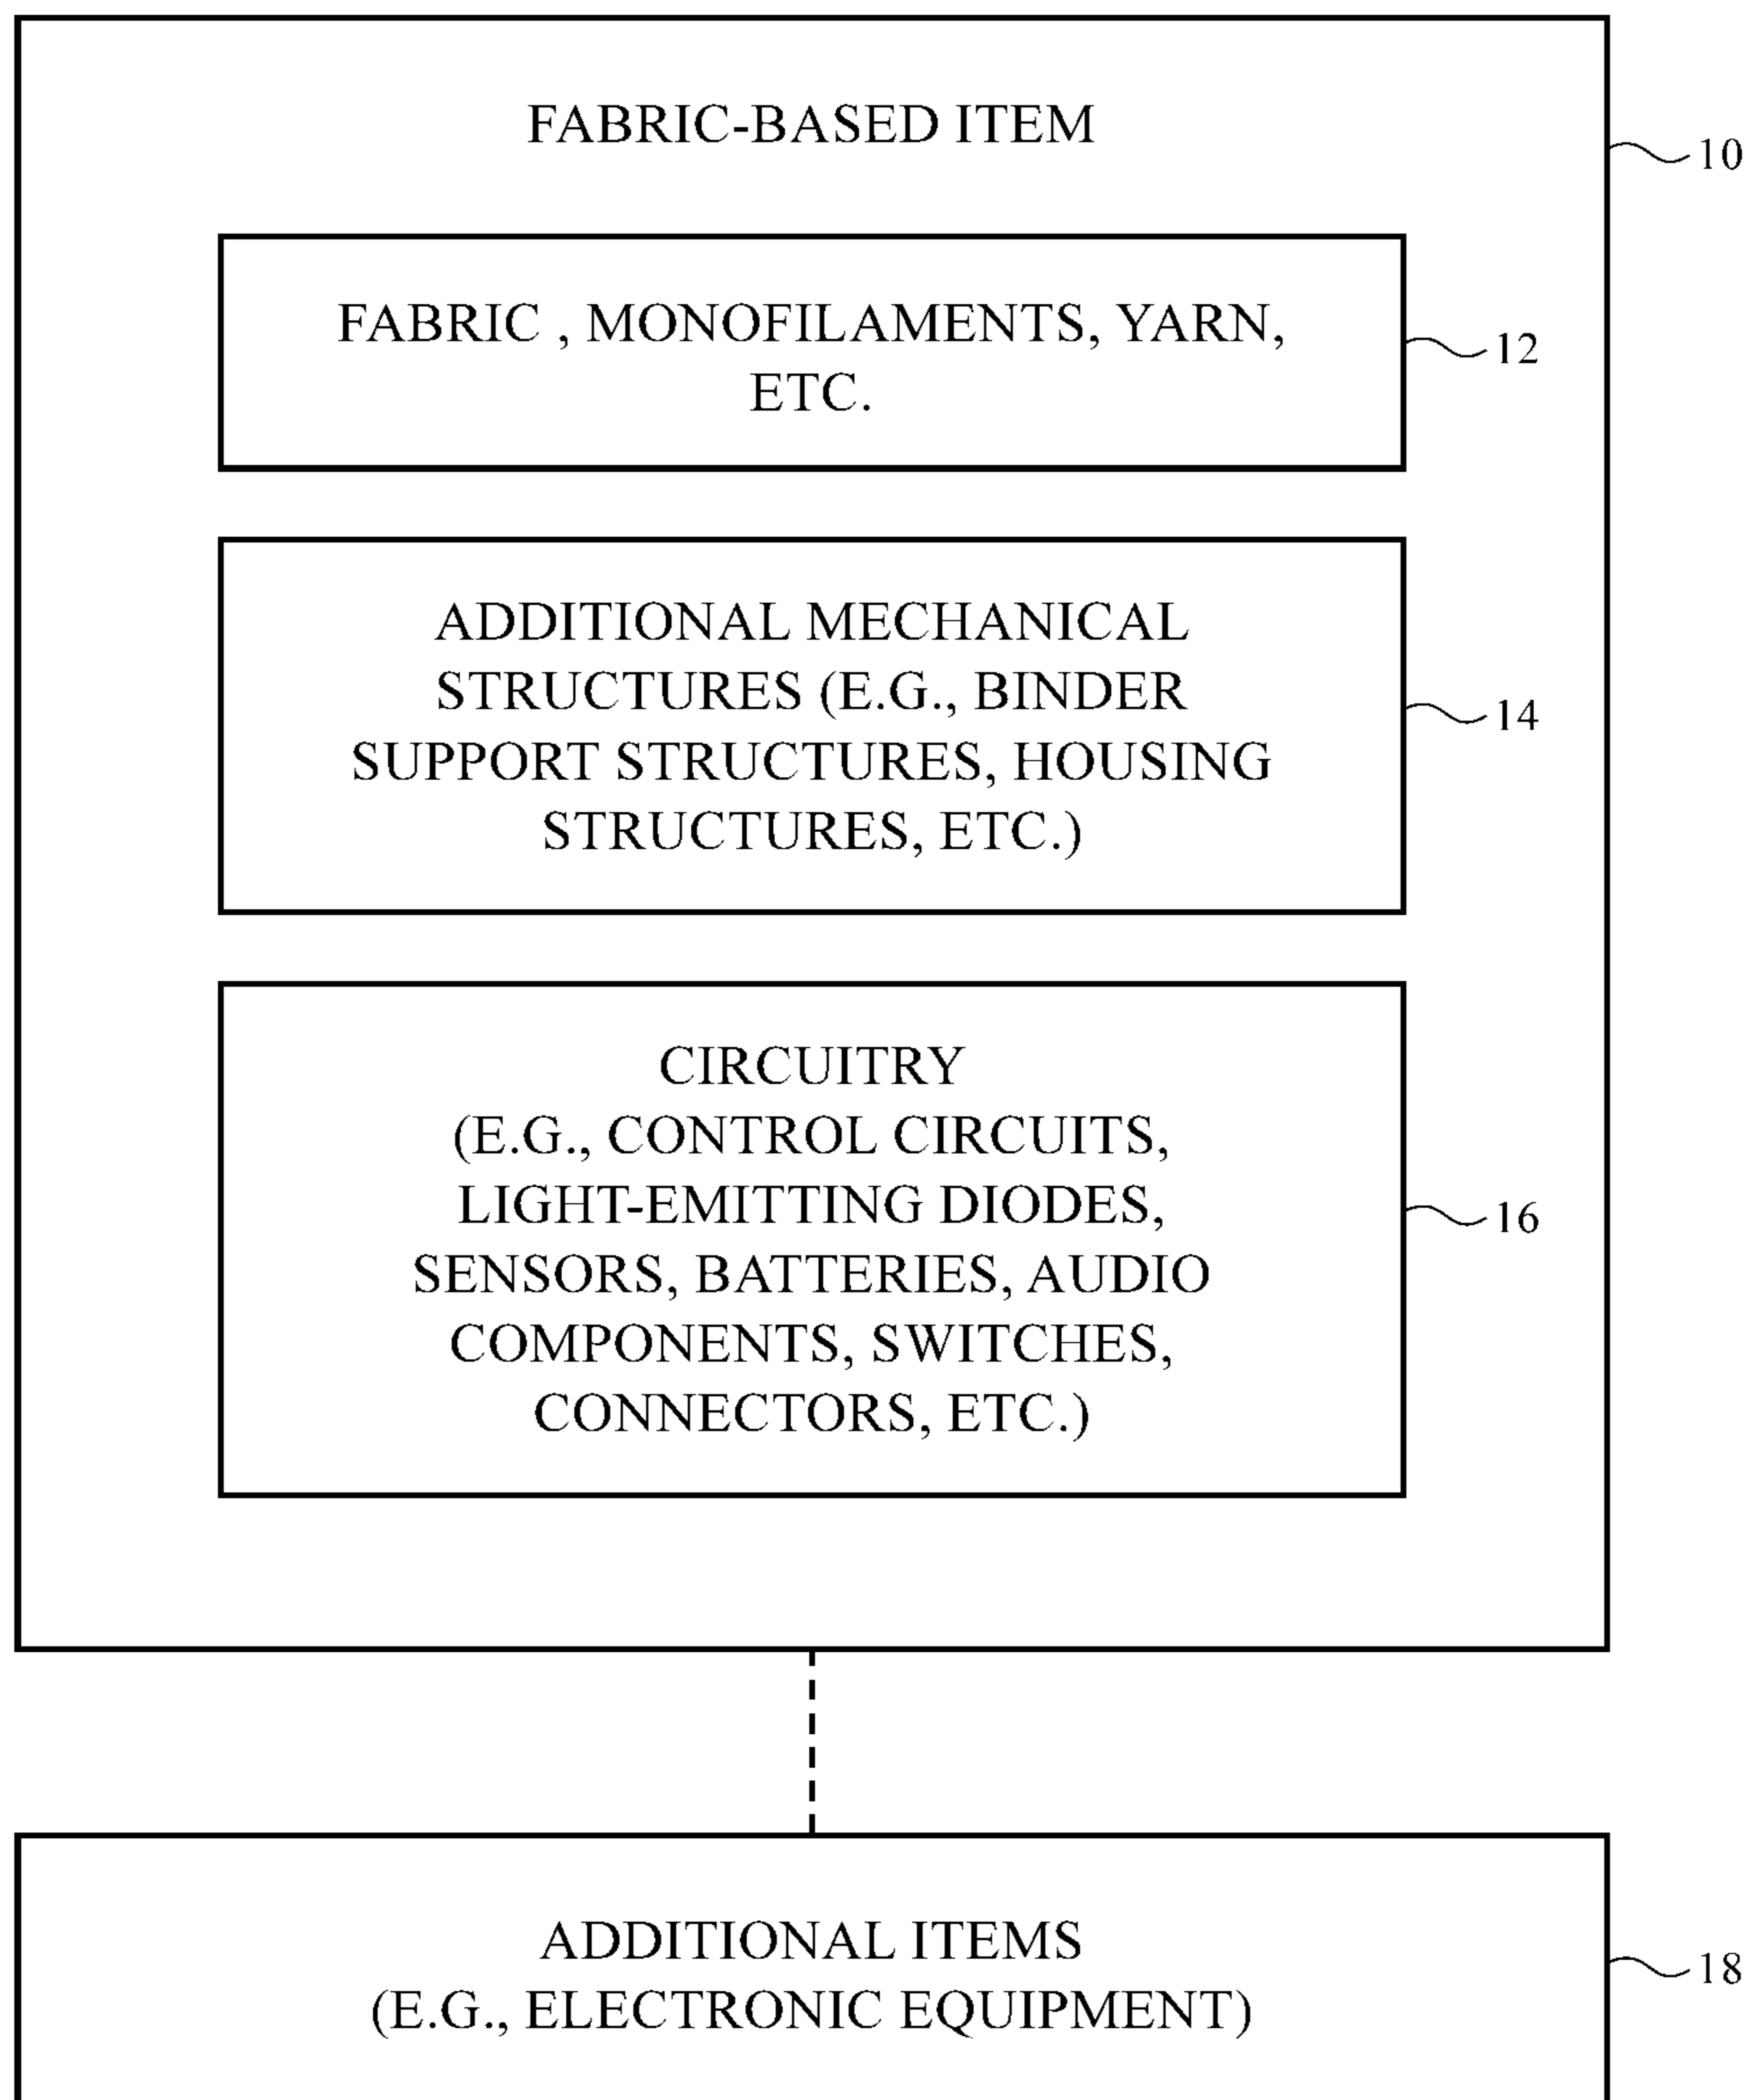 FABRIC-BASED ITEM
10
FABRIC , MONOFILAMENTS, YARN,
ETC.
12
ADDITIONAL MECHANICAL
STRUCTURES (E.G., BINDER
SUPPORT STRUCTURES, HOUSING
STRUCTURES, ETC.)
14
CIRCUITRY
(E.G., CONTROL CIRCUITS,
LIGHT-EMITTING DIODES,
SENSORS, BATTERIES, AUDIO
COMPONENTS, SWITCHES,
CONNECTORS, ETC.)
16
ADDITIONAL ITEMS
(E.G., ELECTRONIC EQUIPMENT)
18